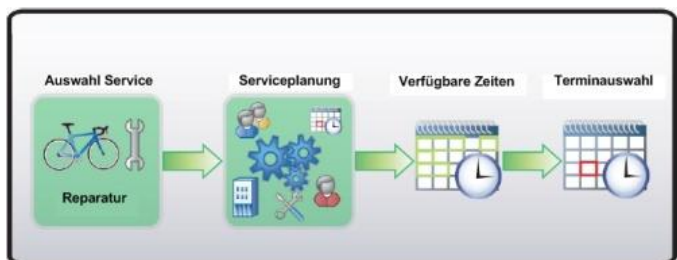 Auswahl Service
Serviceplanung
Verfügbare Zeiten
Terminauswahl
Reparatur